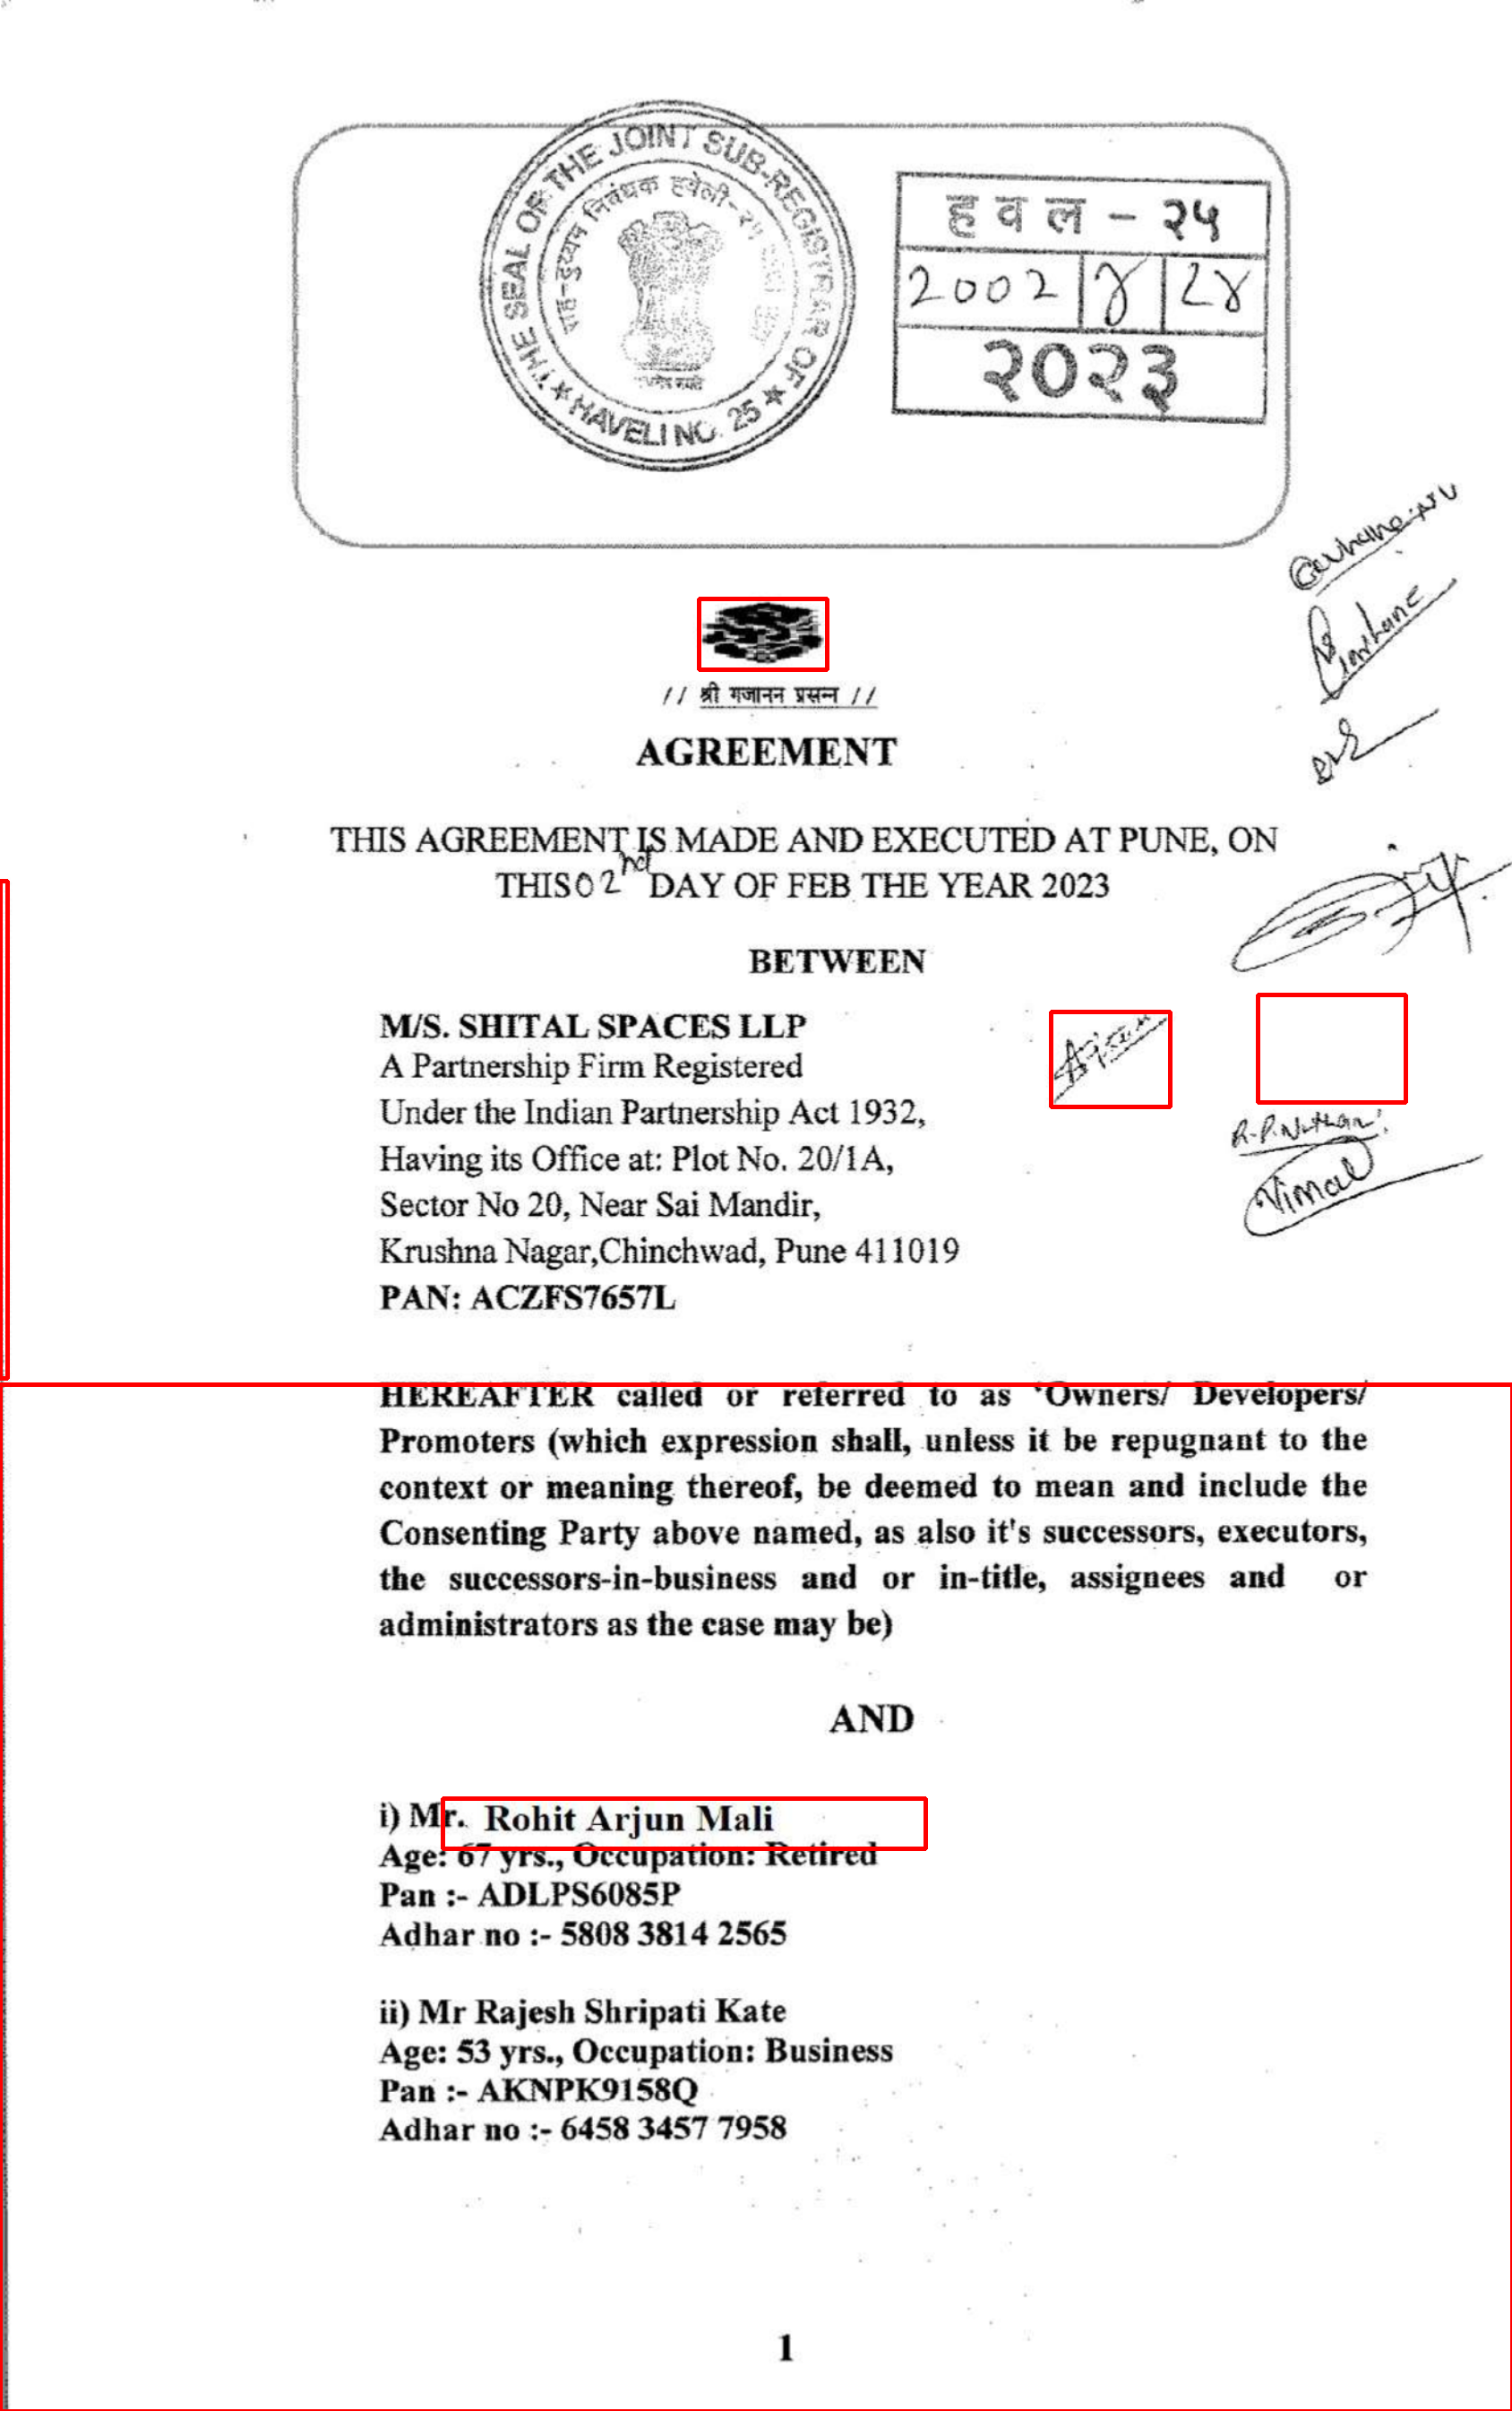 THE SEAL OF THE JOINT SUB-REGISTRAR OF
★ HAVELI NO. 25 ★
सह-दुय्यम निबंधक हवेली-२५
हवल - २५
2002 | ४ | ८४
२०२३
// श्री गजानन प्रसन्न //
AGREEMENT
THIS AGREEMENT IS MADE AND EXECUTED AT PUNE, ON
THIS 02nd DAY OF FEB THE YEAR 2023
BETWEEN
M/S. SHITAL SPACES LLP
A Partnership Firm Registered
Under the Indian Partnership Act 1932,
Having its Office at: Plot No. 20/1A,
Sector No 20, Near Sai Mandir,
Krushna Nagar,Chinchwad, Pune 411019
PAN: ACZFS7657L
R.P.Nathan
Vimal
HEREAFTER called or referred to as 'Owners/ Developers/
Promoters (which expression shall, unless it be repugnant to the
context or meaning thereof, be deemed to mean and include the
Consenting Party above named, as also it's successors, executors,
the successors-in-business and or in-title, assignees and or
administrators as the case may be)
AND
i) Mr. Rohit Arjun Mali
Age: 67 yrs., Occupation: Retired
Pan :- ADLPS6085P
Adhar no :- 5808 3814 2565
ii) Mr Rajesh Shripati Kate
Age: 53 yrs., Occupation: Business
Pan :- AKNPK9158Q
Adhar no :- 6458 3457 7958
1